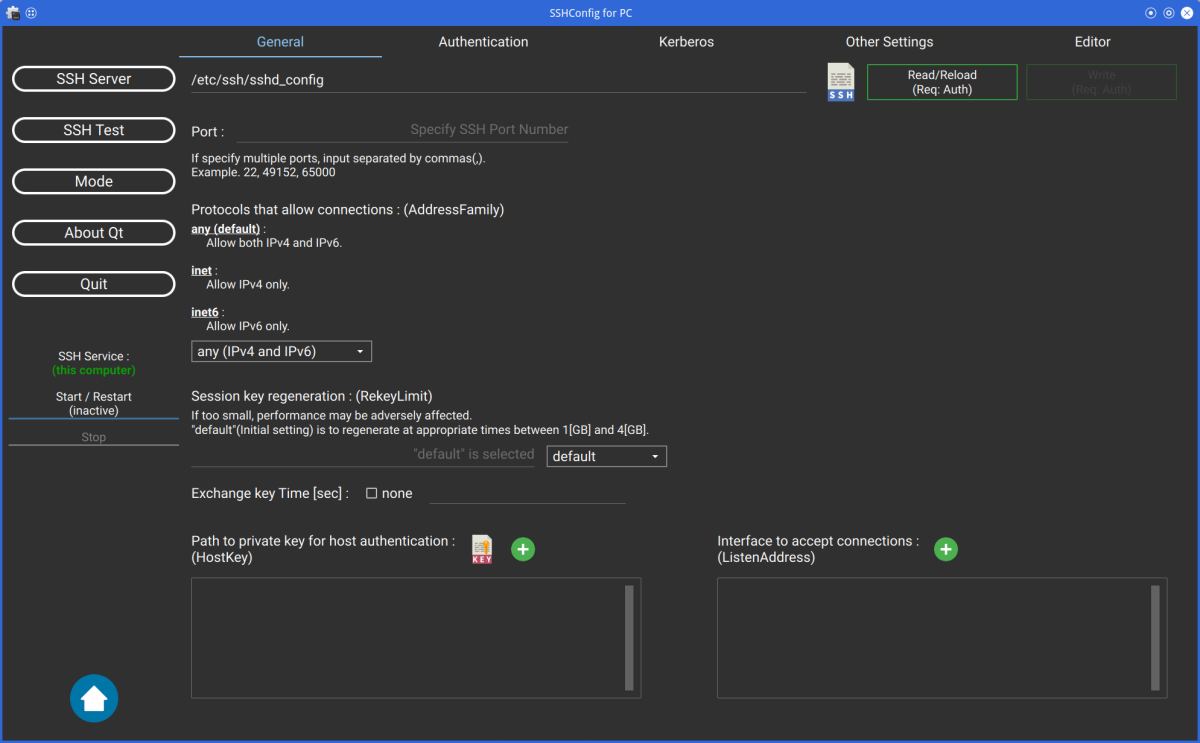 SSHConfig for PC
General
Authentication
Kerberos
Other Settings
Editor
SSH Server
SSH Test
Mode
About Qt
Quit
SSH Service :
(this computer)
Start / Restart
(inactive)
Stop
/etc/ssh/sshd_config
SSH
Read/Reload
(Req: Auth)
Write
(Req: Auth)
Port :
Specify SSH Port Number
If specify multiple ports, input separated by commas(,).
Example. 22, 49152, 65000
Protocols that allow connections : (AddressFamily)
any (default) :
Allow both IPv4 and IPv6.
inet :
Allow IPv4 only.
inet6 :
Allow IPv6 only.
any (IPv4 and IPv6)
Session key regeneration : (RekeyLimit)
If too small, performance may be adversely affected.
"default"(Initial setting) is to regenerate at appropriate times between 1[GB] and 4[GB].
"default" is selected
default
Exchange key Time [sec] :
none
Path to private key for host authentication :
(HostKey)
KEY
Interface to accept connections :
(ListenAddress)